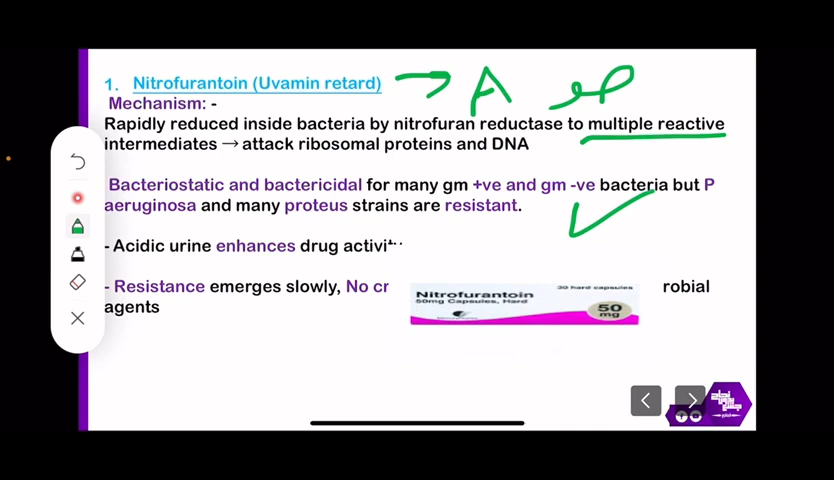 1. Nitrofurantoin (Uvamin retard)
A
Mechanism: -
Rapidly reduced inside bacteria by nitrofuran reductase to multiple reactive
intermediates → attack ribosomal proteins and DNA
Bacteriostatic and bactericidal for many gm +ve and gm -ve bacteria but P
aeruginosa and many proteus strains are resistant.
- Acidic urine enhances drug
- Resistance emerges slowly, No
robial
agents
30 hard capsules
Nitrofurantoin
50mg Capsules, Hard
50
mg